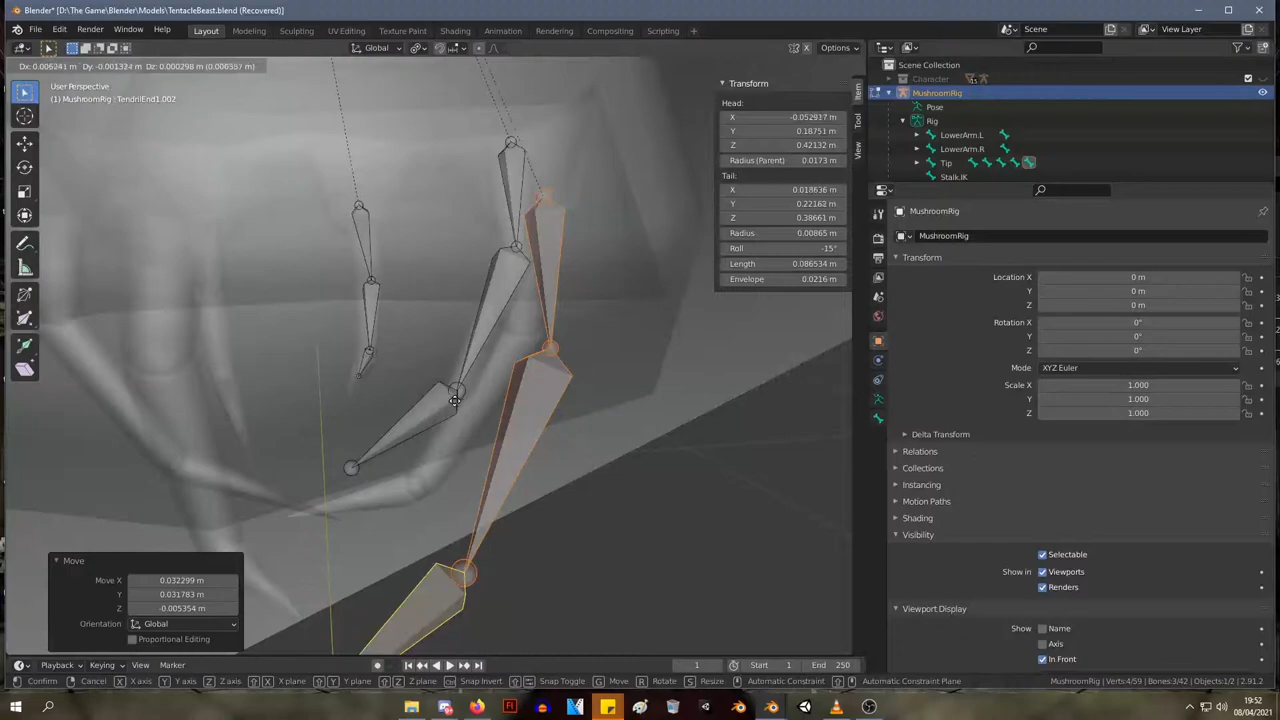 Blender* [D:\The Game\Blender\Models\TentacleBeast.blend (Recovered)]
File Edit Render Window Help Layout Modeling Sculpting UV Editing Texture Paint Shading Animation Rendering Compositing Scripting Scene View Layer
Global Options
Dx: 0.006241 m Dy: -0.001324 m Dz: 0.000298 m
User Perspective
(1) MushroomRig : TendrilEnd1.002
Transform
Head:
X -0.052917 m
Y 0.18751 m
Z 0.42132 m
Radius (Parent) 0.0173 m
Tail:
X 0.018636 m
Y 0.22162 m
Z 0.38661 m
Radius 0.00865 m
Roll -15°
Length 0.086534 m
Envelope 0.0216 m
Item
Tool
View
Scene Collection
Character
MushroomRig
Pose
Rig
LowerArm.L
LowerArm.R
Tip
Stalk.IK
MushroomRig
MushroomRig
Transform
Location X 0 m
Y 0 m
Z 0 m
Rotation X 0°
Y 0°
Z 0°
Mode XYZ Euler
Scale X 1.000
Y 1.000
Z 1.000
Delta Transform
Relations
Collections
Instancing
Motion Paths
Shading
Visibility
Selectable
Show in Viewports
Renders
Viewport Display
Show Name
Axis
In Front
Move
Move X 0.032299 m
Y 0.031783 m
Z -0.005354 m
Orientation Global
Proportional Editing
Playback Keying View Marker 1 Start 1 End 250
Confirm Cancel X X axis Y Y axis Z Z axis X X plane Y Y plane Z Z plane Snap Invert Snap Toggle G Move R Rotate S Resize Automatic Constraint Automatic Constraint Plane MushroomRig | Verts:4/59 | Bones:3/42 | Objects:1/2 | 2.91.2
19:52
08/04/2021